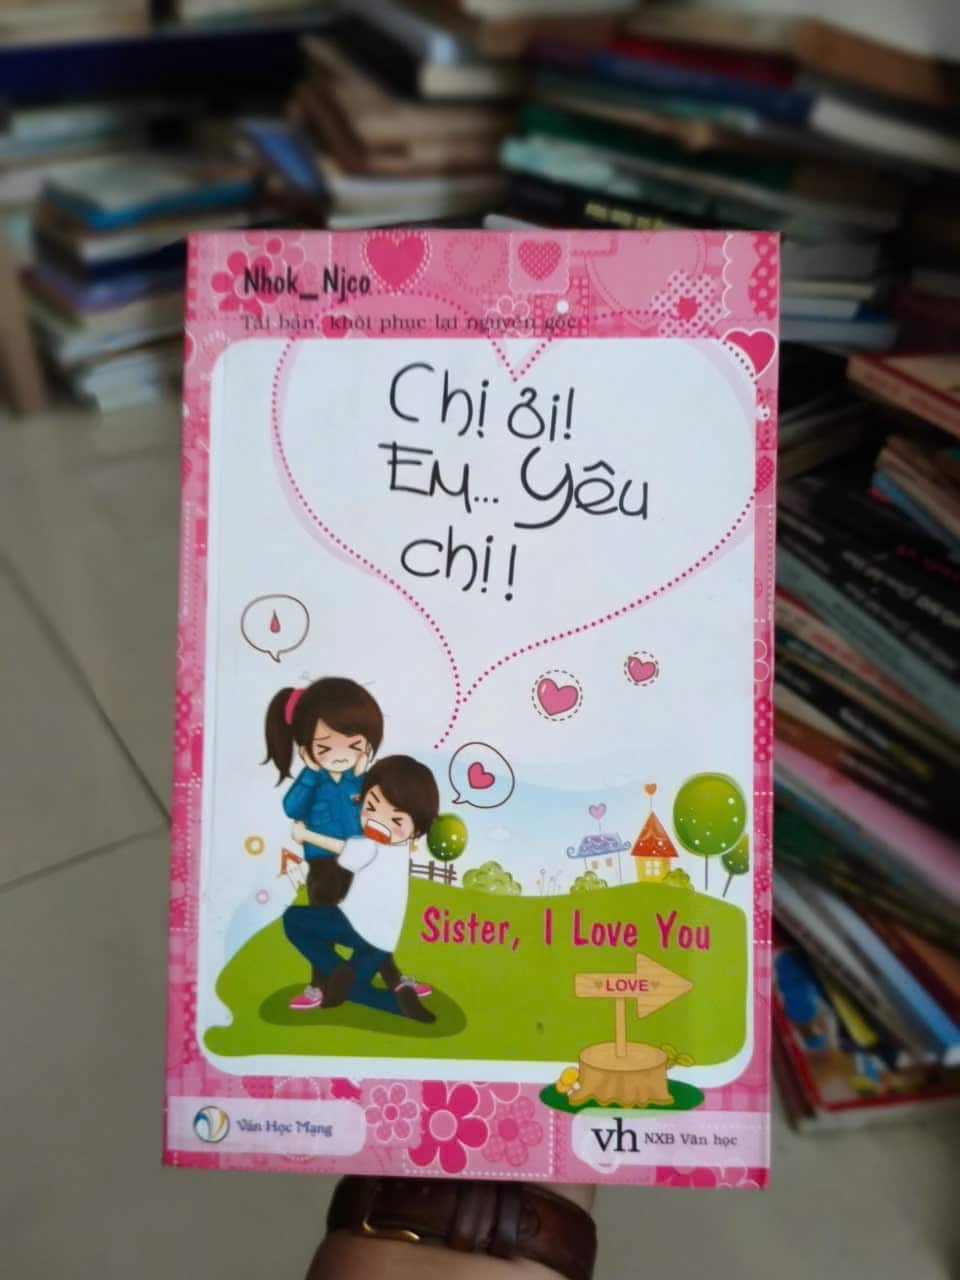 Nhok_Njco
Tái bản, khôi phục lại nguyên gốc
Chị ơi!
Em... Yêu
chị!
Sister, I Love You
LOVE
Văn Học Mạng
vh NXB Văn học